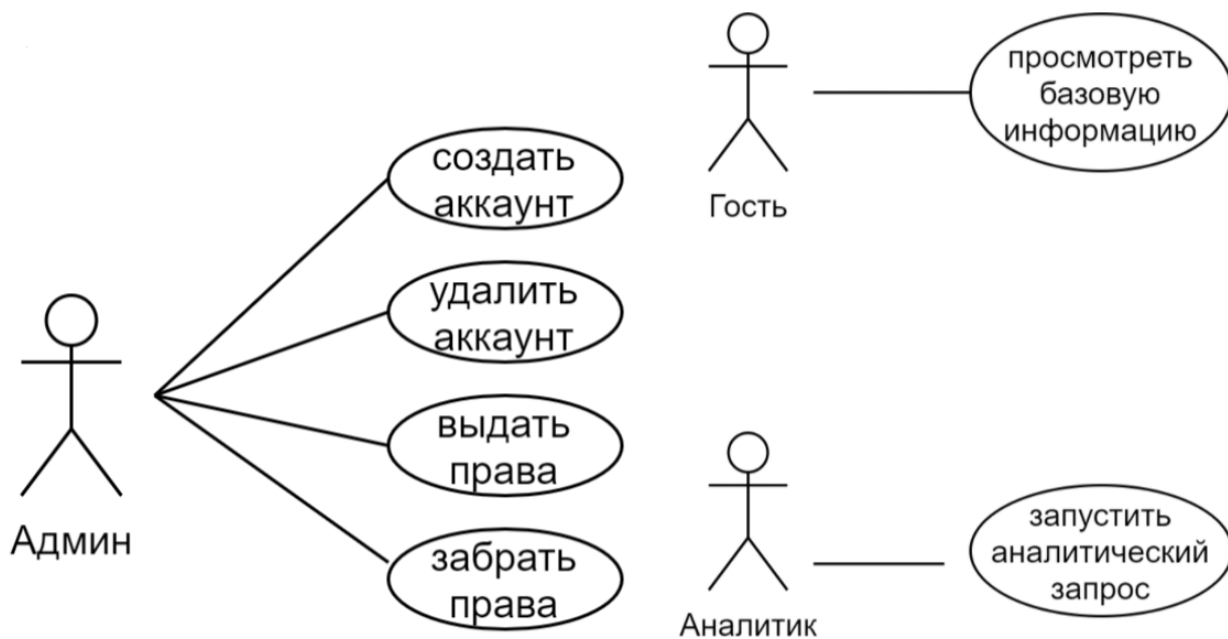 просмотреть
базовую
информацию
Гость
создать
аккаунт
удалить
аккаунт
выдать
права
забрать
права
Админ
запустить
аналитический
запрос
Аналитик